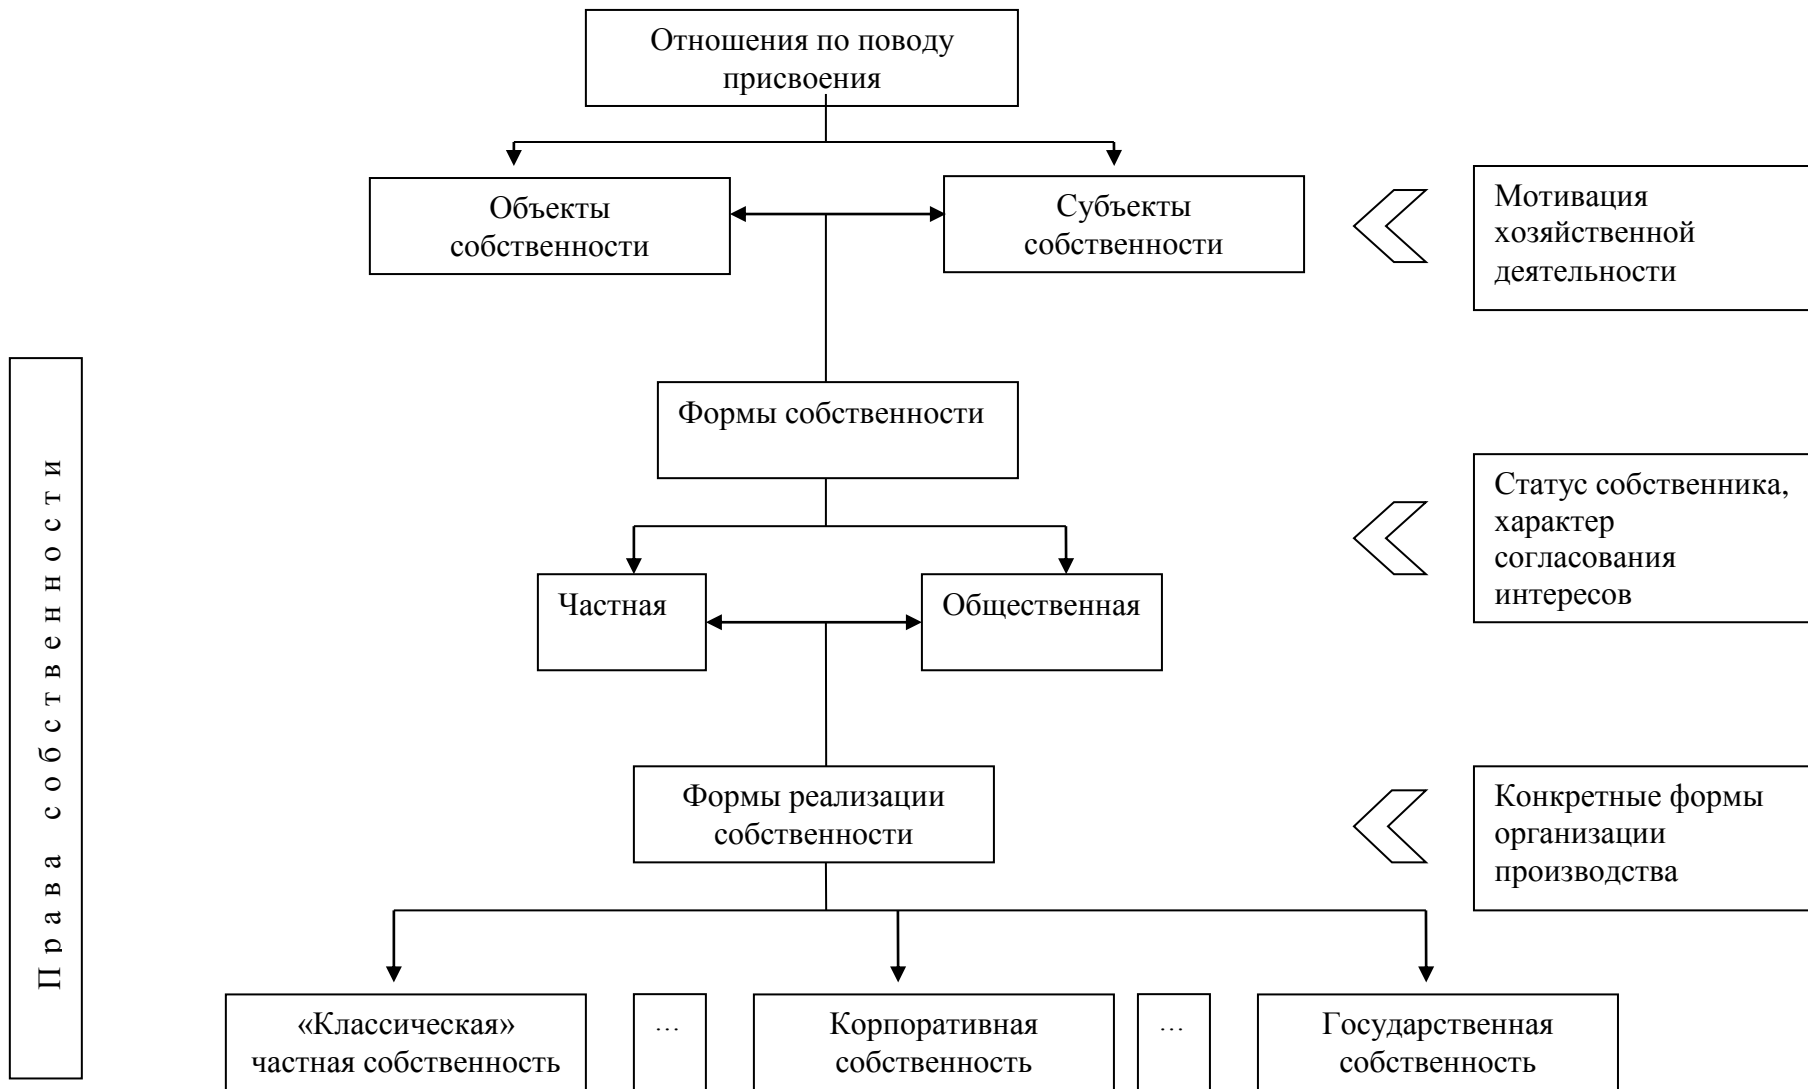 Отношения по поводу
присвоения
Объекты
собственности
Субъекты
собственности
Мотивация
хозяйственной
деятельности
Права собственности
Формы собственности
Статус собственника,
характер
согласования
интересов
Частная
Общественная
Формы реализации
собственности
Конкретные формы
организации
производства
«Классическая»
частная собственность
...
Корпоративная
собственность
...
Государственная
собственность